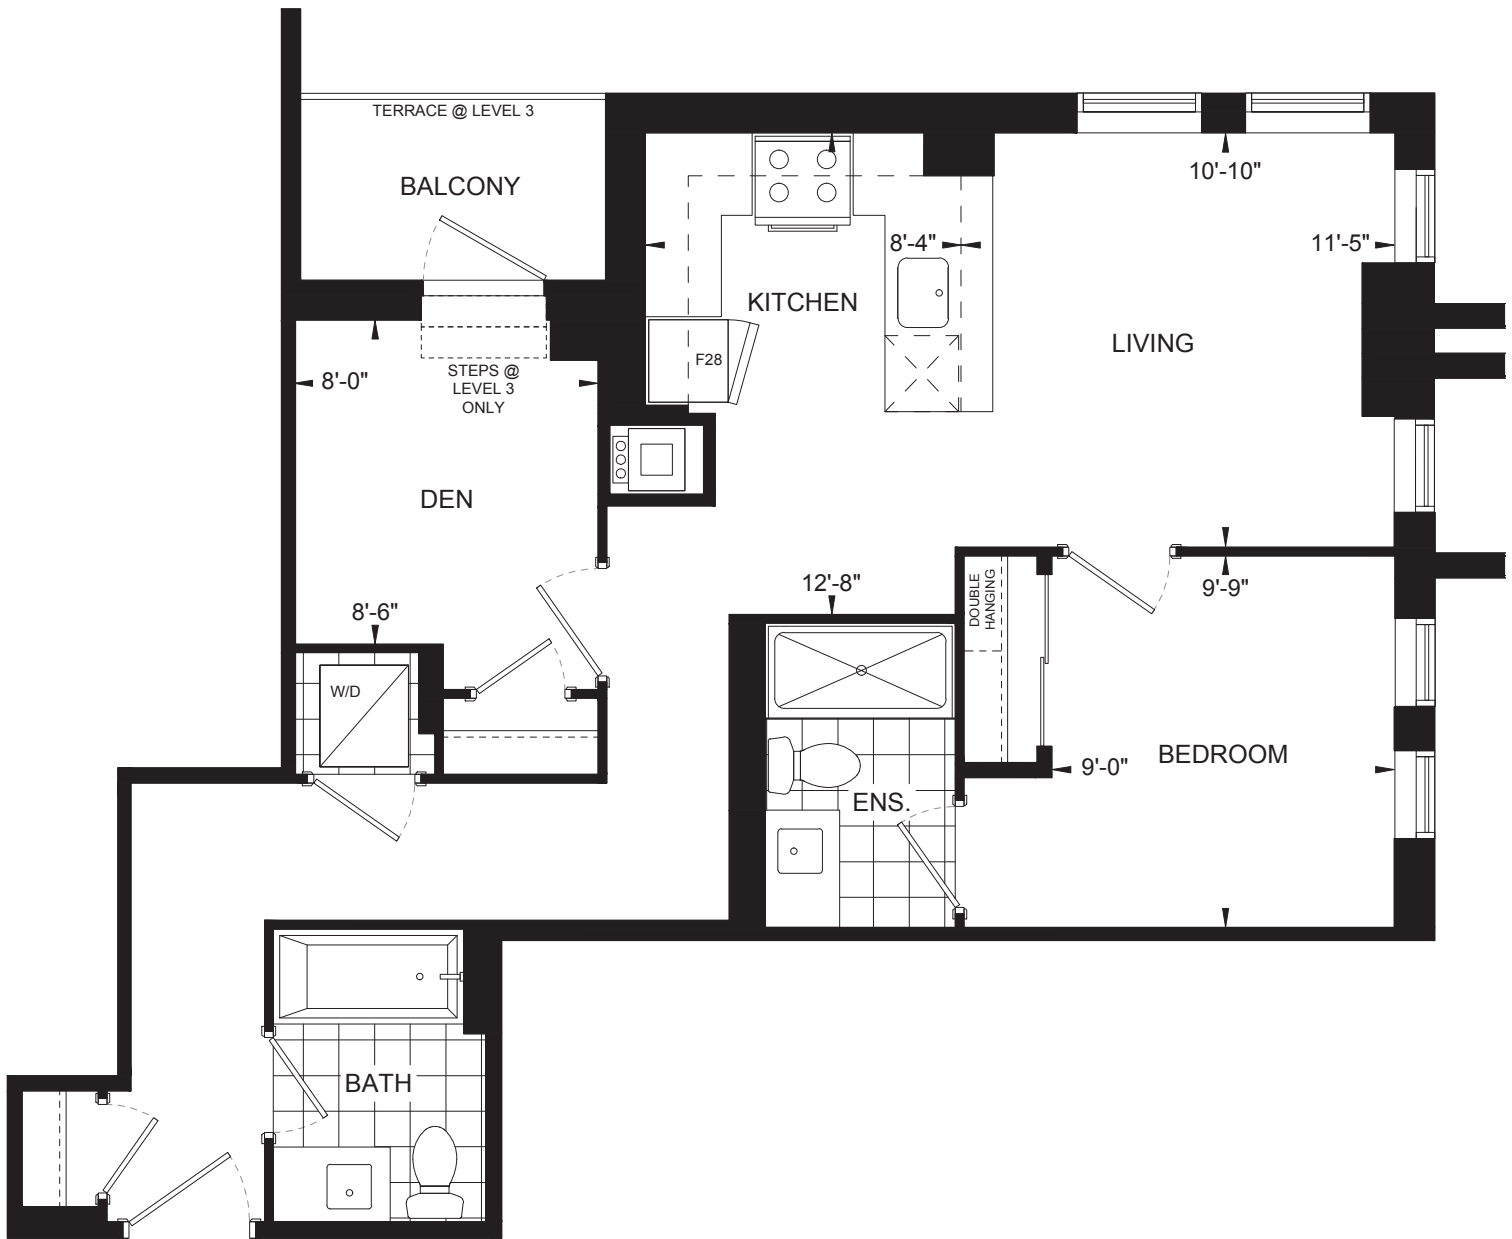 TERRACE @ LEVEL 3
BALCONY
10'-10"
8'-4"
11'-5"
KITCHEN
LIVING
F28
8'-0"
STEPS @
LEVEL 3
ONLY
DEN
8'-6"
12'-8"
DOUBLE
HANGING
9'-9"
W/D
9'-0"
BEDROOM
ENS.
BATH